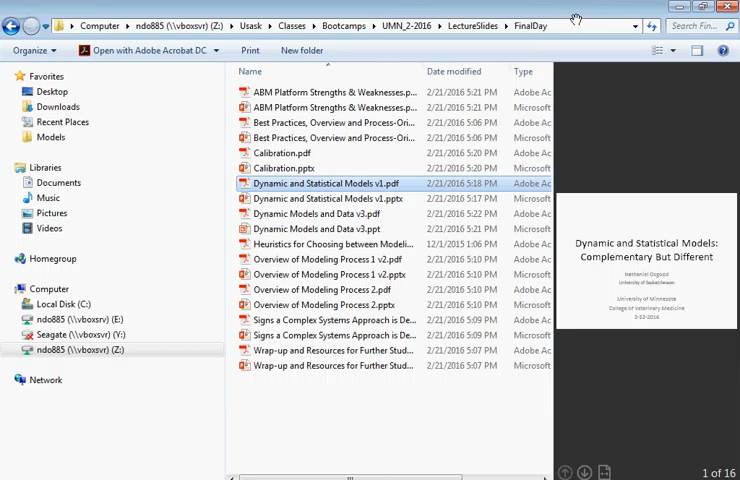 Computer ▸ ndo885 (\\vboxsvr) (Z:) ▸ Usask ▸ Classes ▸ Bootcamps ▸ UMN_2-2016 ▸ LectureSlides ▸ FinalDay
Search Fin...
Organize Open with Adobe Acrobat DC Print New folder
Name Date modified Type
Favorites
Desktop
Downloads
Recent Places
Models
Libraries
Documents
Music
Pictures
Videos
Homegroup
Computer
Local Disk (C:)
ndo885 (\\vboxsvr) (E:)
Seagate (\\vboxsvr) (Y:)
ndo885 (\\vboxsvr) (Z:)
Network
ABM Platform Strengths & Weaknesses.p... 2/21/2016 5:21 PM Adobe Ac
ABM Platform Strengths & Weaknesses.p... 2/21/2016 5:21 PM Microsoft
Best Practices, Overview and Process-Ori... 2/21/2016 5:06 PM Adobe Ac
Best Practices, Overview and Process-Ori... 2/21/2016 5:06 PM Microsoft
Calibration.pdf 2/21/2016 5:20 PM Adobe Ac
Calibration.pptx 2/21/2016 5:20 PM Microsoft
Dynamic and Statistical Models v1.pdf 2/21/2016 5:18 PM Adobe Ac
Dynamic and Statistical Models v1.pptx 2/21/2016 5:17 PM Microsoft
Dynamic Models and Data v3.pdf 2/21/2016 5:22 PM Adobe Ac
Dynamic Models and Data v3.ppt 2/21/2016 5:21 PM Microsoft
Heuristics for Choosing between Modeli... 12/1/2015 1:06 PM Adobe Ac
Overview of Modeling Process 1 v2.pdf 2/21/2016 5:10 PM Adobe Ac
Overview of Modeling Process 1 v2.pptx 2/21/2016 5:10 PM Microsoft
Overview of Modeling Process 2.pdf 2/21/2016 5:10 PM Adobe Ac
Overview of Modeling Process 2.pptx 2/21/2016 5:10 PM Microsoft
Signs a Complex Systems Approach is De... 2/21/2016 5:09 PM Adobe Ac
Signs a Complex Systems Approach is De... 2/21/2016 5:09 PM Microsoft
Wrap-up and Resources for Further Stud... 2/21/2016 5:07 PM Adobe Ac
Wrap-up and Resources for Further Stud... 2/21/2016 5:07 PM Microsoft
Dynamic and Statistical Models:
Complementary But Different
Nathaniel Osgood
University of Saskatchewan
University of Minnesota
College of Veterinary Medicine
2-22-2016
1 of 16